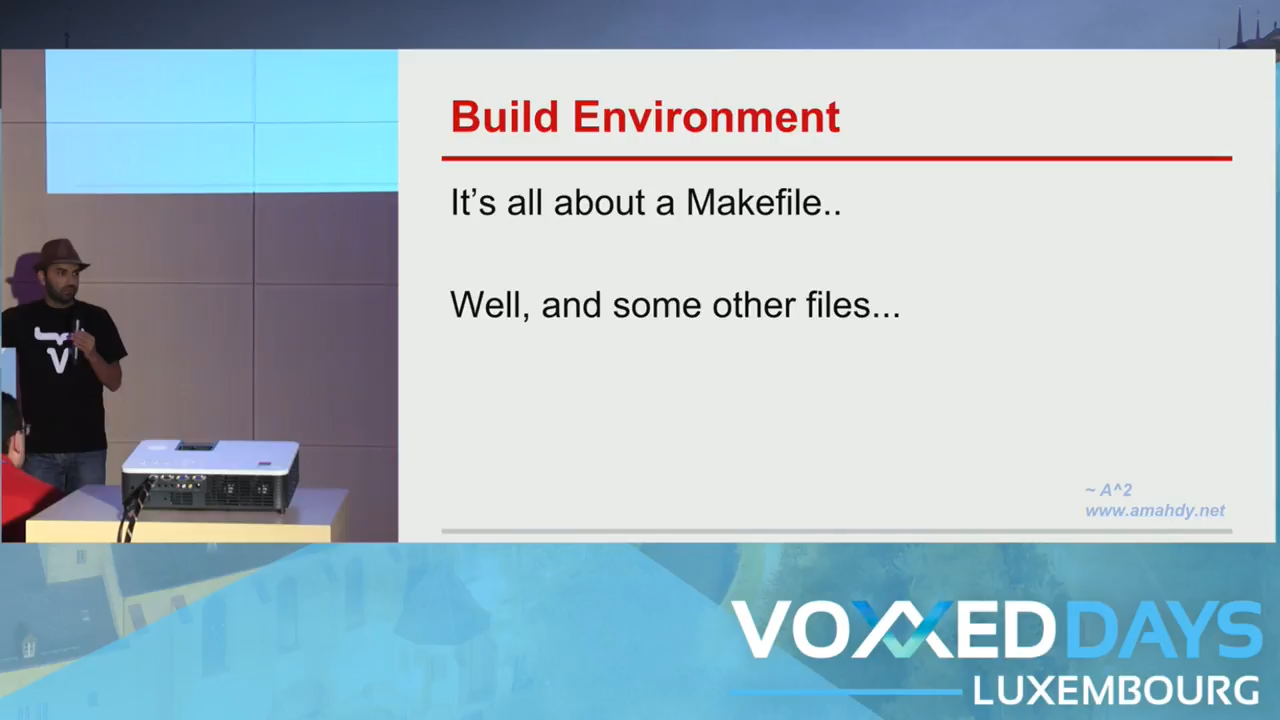 Build Environment
It's all about a Makefile..
Well, and some other files...
~ A^2
www.amahdy.net
VOXXED DAYS
LUXEMBOURG